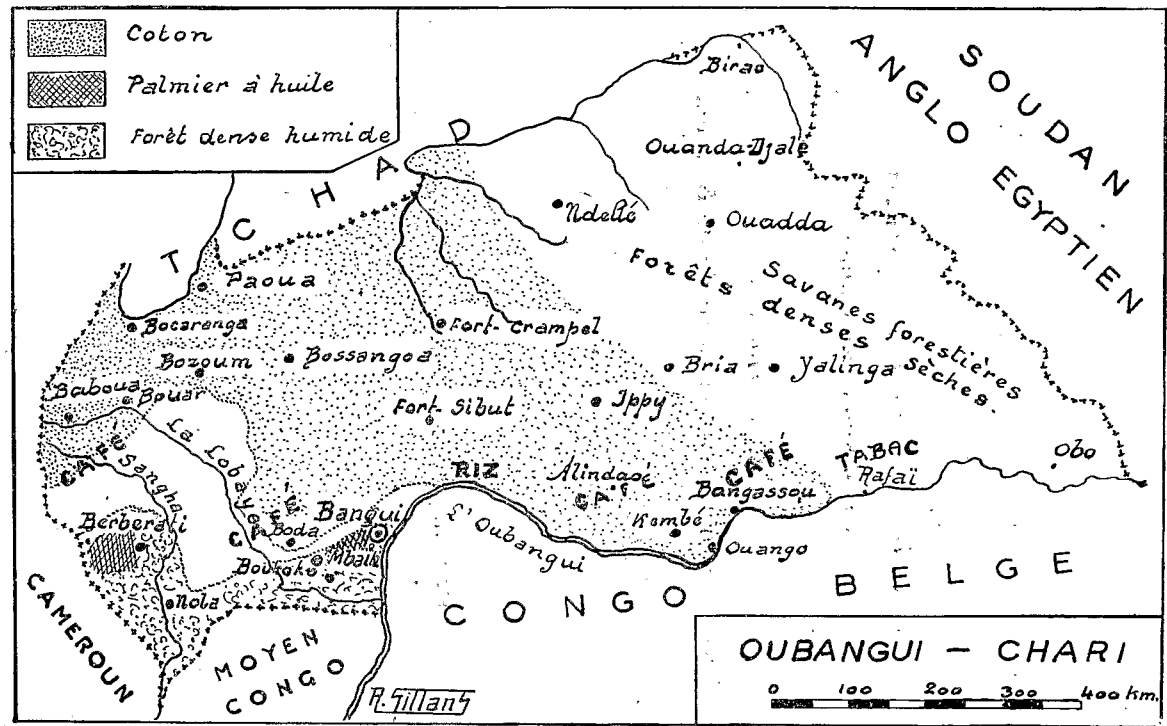 Coton
Palmier à huile
Forêt dense humide
TCHAD
SOUDAN
ANGLO EGYPTIEN
Birao
Ouanda-Djalé
Ndellé
Ouadda
Savanes forestières
Forêts denses Sèches.
Paoua
Bocaranga
Fort-Crampel
Bozoum
Bossangoa
Bria
Yalinga
Baboua
Bouar
Ippy
Fort-Sibut
La Lobaye
CAFÉ
Sangha
RIZ
Alindao
CAFÉ
CAFÉ
TABAC
Rafaï
Obo
Bangassou
Bangui
Berberati
Boda
L'Oubangui
Kembé
Ouango
CAFÉ
Mbaïki
Boukoko
Nola
CONGO BELGE
CAMEROUN
MOYEN
CONGO
R. Sillans
OUBANGUI - CHARI
0 100 200 300 400 km.